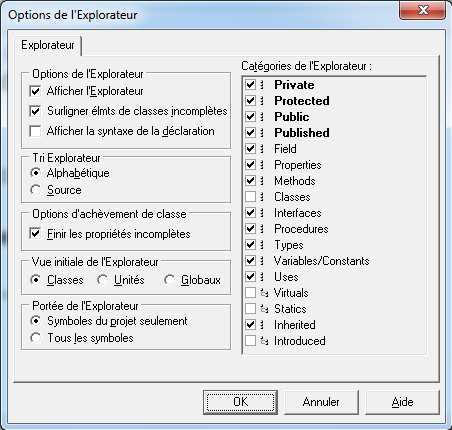 Options de l'Explorateur
Explorateur
Options de l'Explorateur
Afficher l'Explorateur
Surligner élmts de classes incomplètes
Afficher la syntaxe de la déclaration
Tri Explorateur
Alphabétique
Source
Options d'achèvement de classe
Finir les propriétés incomplètes
Vue initiale de l'Explorateur
Classes Unités Globaux
Portée de l'Explorateur
Symboles du projet seulement
Tous les symboles
Catégories de l'Explorateur :
Private
Protected
Public
Published
Field
Properties
Methods
Classes
Interfaces
Procedures
Types
Variables/Constants
Uses
Virtuals
Statics
Inherited
Introduced
OK Annuler Aide